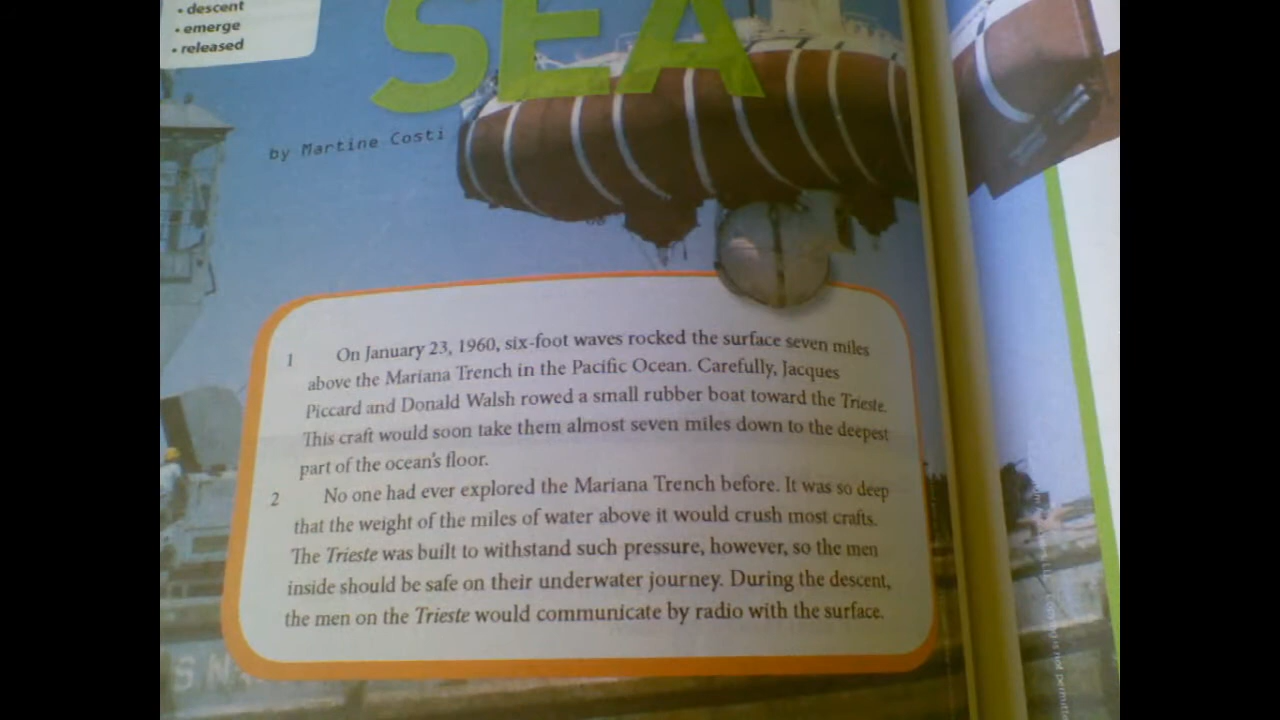 • descent
• emerge
• released
SEA
by Martine Costi
1 On January 23, 1960, six-foot waves rocked the surface seven miles
above the Mariana Trench in the Pacific Ocean. Carefully, Jacques
Piccard and Donald Walsh rowed a small rubber boat toward the Trieste.
This craft would soon take them almost seven miles down to the deepest
part of the ocean's floor.
2 No one had ever explored the Mariana Trench before. It was so deep
that the weight of the miles of water above it would crush most crafts.
The Trieste was built to withstand such pressure, however, so the men
inside should be safe on their underwater journey. During the descent,
the men on the Trieste would communicate by radio with the surface.